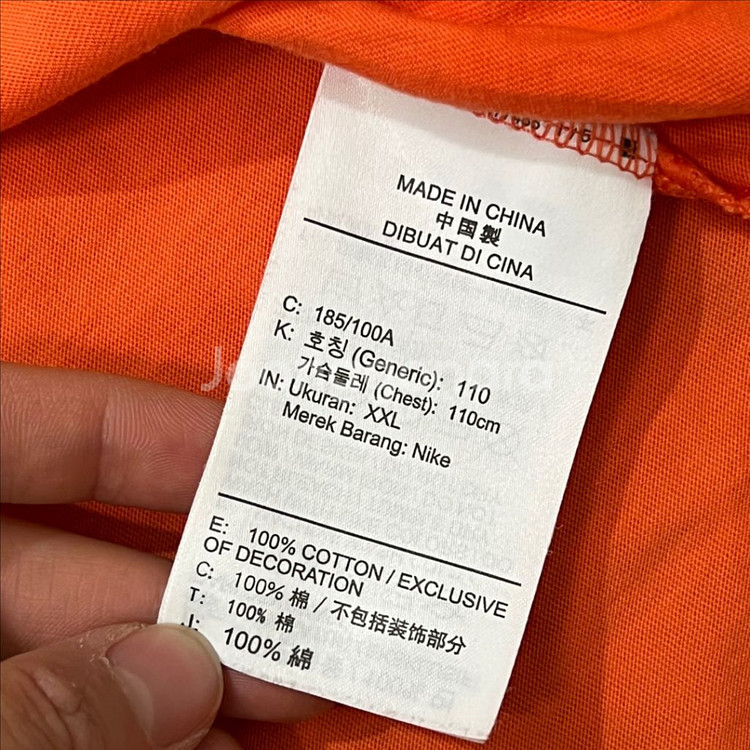 MADE IN CHINA
中国製
DIBUAT DI CINA
C: 185/100A
K: 호칭 (Generic): 110
가슴둘레 (Chest): 110cm
IN: Ukuran: XXL
Merek Barang: Nike
E: 100% COTTON / EXCLUSIVE
OF DECORATION
C: 100% 棉 / 不包括装饰部分
T: 100% 棉
J: 100% 綿